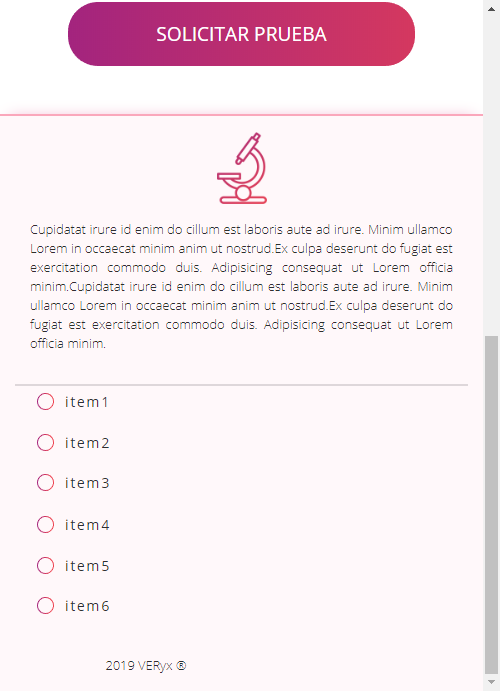 SOLICITAR PRUEBA
Cupidatat irure id enim do cillum est laboris aute ad irure. Minim ullamco
Lorem in occaecat minim anim ut nostrud.Ex culpa deserunt do fugiat est
exercitation commodo duis. Adipisicing consequat ut Lorem officia
minim.Cupidatat irure id enim do cillum est laboris aute ad irure. Minim
ullamco Lorem in occaecat minim anim ut nostrud.Ex culpa deserunt do
fugiat est exercitation commodo duis. Adipisicing consequat ut Lorem
officia minim.
item1
item2
item3
item4
item5
item6
2019 VERyx ®